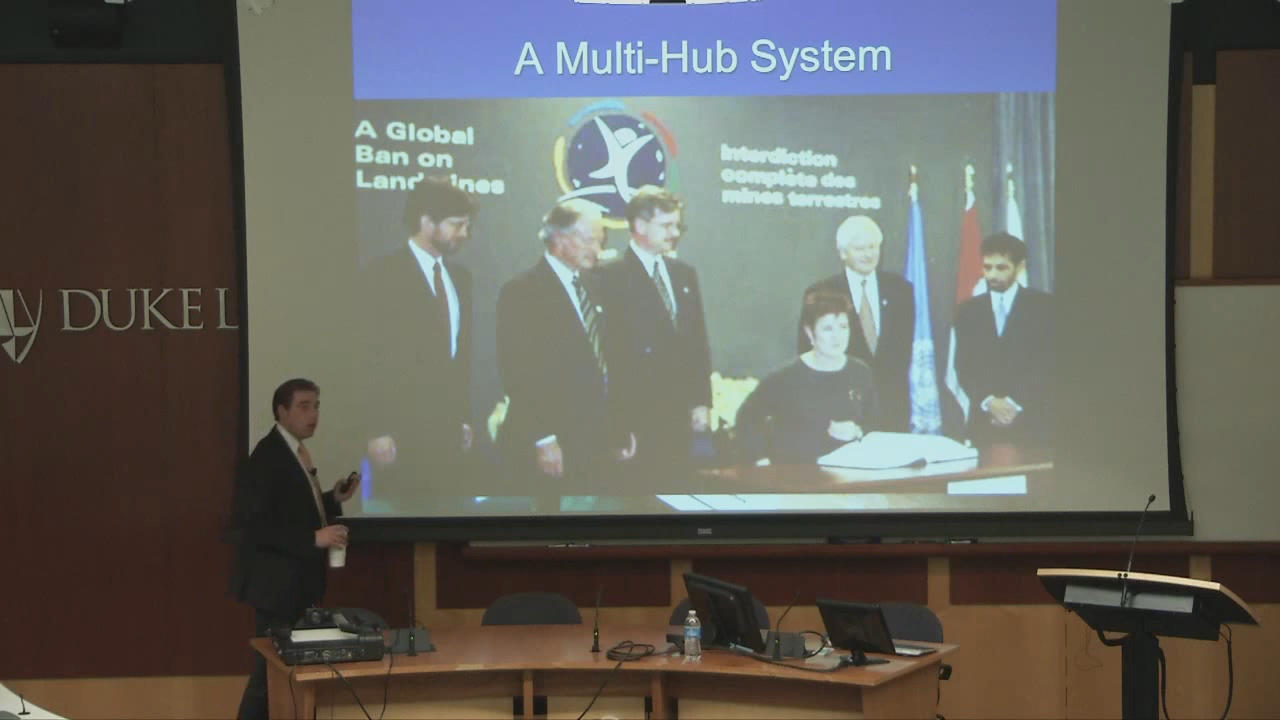 A Multi-Hub System
A Global
Ban on
Landmines
Interdiction
complète des
mines terrestres
DUKE L